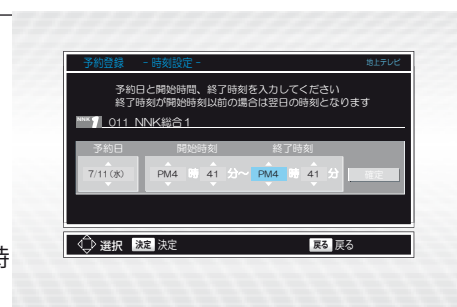 予約登録 －時刻設定－ 地上テレビ
予約日と開始時間、終了時刻を入力してください
終了時刻が開始時刻以前の場合は翌日の時刻となります
NNK 1 011 NNK総合1
予約日 開始時刻 終了時刻
7/11(水) PM4 時 41 分～ PM4 時 41 分 確定
選択 決定 決定 戻る 戻る
時